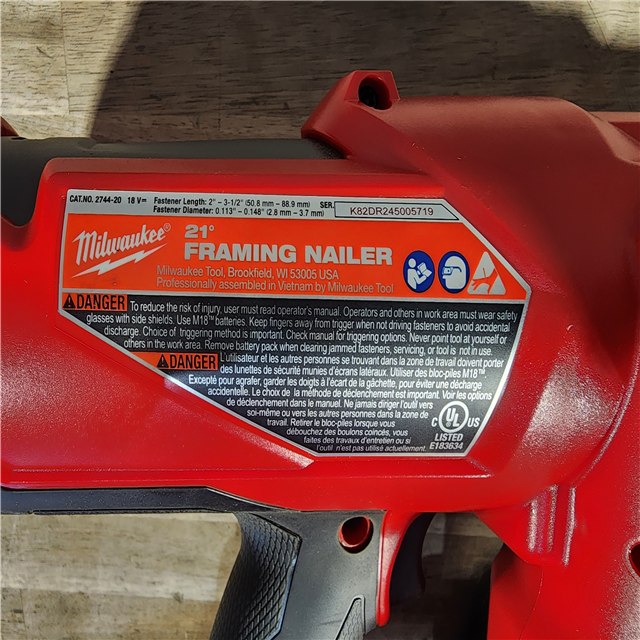 CAT.NO. 2744-20 18 V⎓ Fastener Length: 2" - 3-1/2" (50.8 mm - 88.9 mm) SER. K82DR245005719
Fastener Diameter: 0.113" - 0.148" (2.8 mm - 3.7 mm)
Milwaukee®
21°
FRAMING NAILER
Milwaukee Tool, Brookfield, WI 53005 USA
Professionally assembled in Vietnam by Milwaukee Tool
DANGER To reduce the risk of injury, user must read operator's manual. Operators and others in work area must wear safety
glasses with side shields. Use M18™ batteries. Keep fingers away from trigger when not driving fasteners to avoid accidental
discharge. Choice of triggering method is important. Check manual for triggering options. Never point tool at yourself or
others in the work area. Remove battery pack when clearing jammed fasteners, servicing, or tool is not in use.
DANGER L'utilisateur et les autres personnes se trouvant dans la zone de travail doivent porter
des lunettes de sécurité munies d'écrans latéraux. Utiliser des bloc-piles M18™.
Excepté pour agrafer, garder les doigts à l'écart de la gâchette, pour éviter une décharge
accidentelle. Le choix de la méthode de déclenchement est important. Voir les options
de déclenchement dans le manuel. Ne jamais diriger l'outil vers
soi-même ou vers les autres personnes dans la zone de
travail. Retirer le bloc-piles lorsque vous
débouchez des boulons coincés, vous
faites des travaux d'entretien ou si
l'outil n'est pas utilisé actuellement.
C UL US
LISTED
E183634